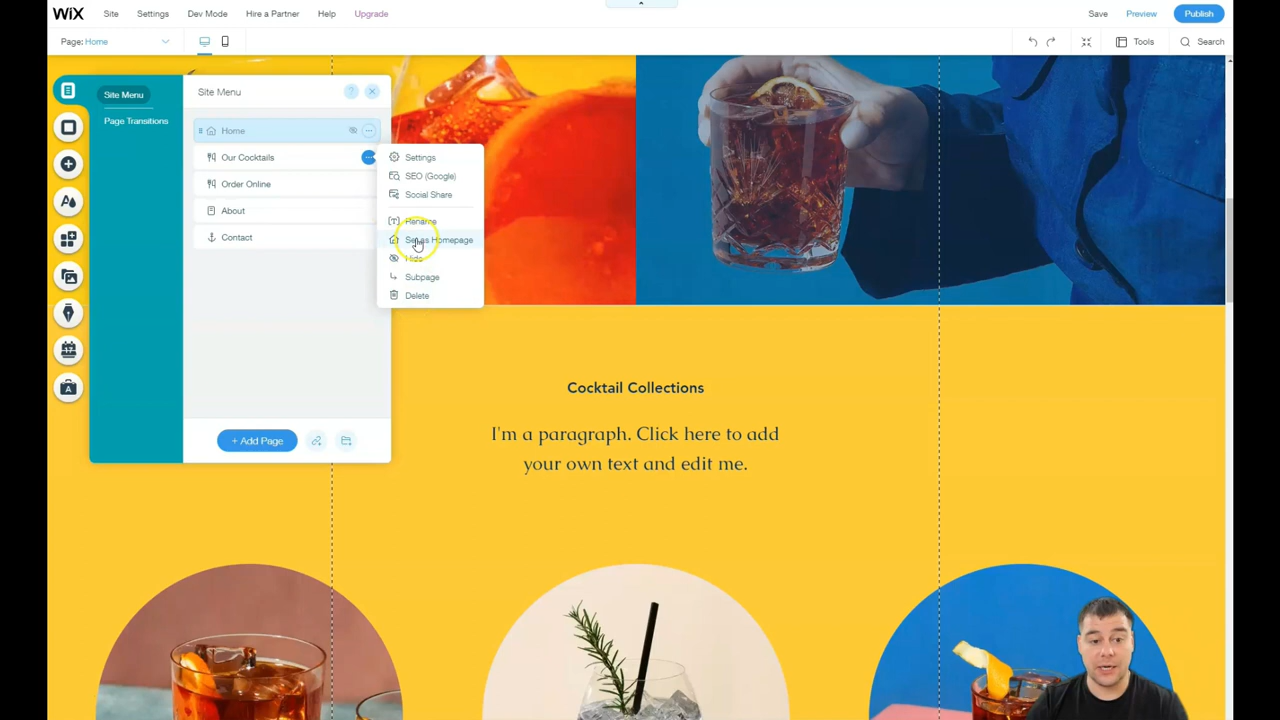 WiX Site Settings Dev Mode Hire a Partner Help Upgrade Save Preview Publish
Page: Home Tools Search
Site Menu
Page Transitions
Site Menu ?
Home
Our Cocktails
Order Online
About
Contact
+ Add Page
Settings
SEO (Google)
Social Share
Rename
Set as Homepage
Hide
Subpage
Delete
Cocktail Collections
I'm a paragraph. Click here to add
your own text and edit me.